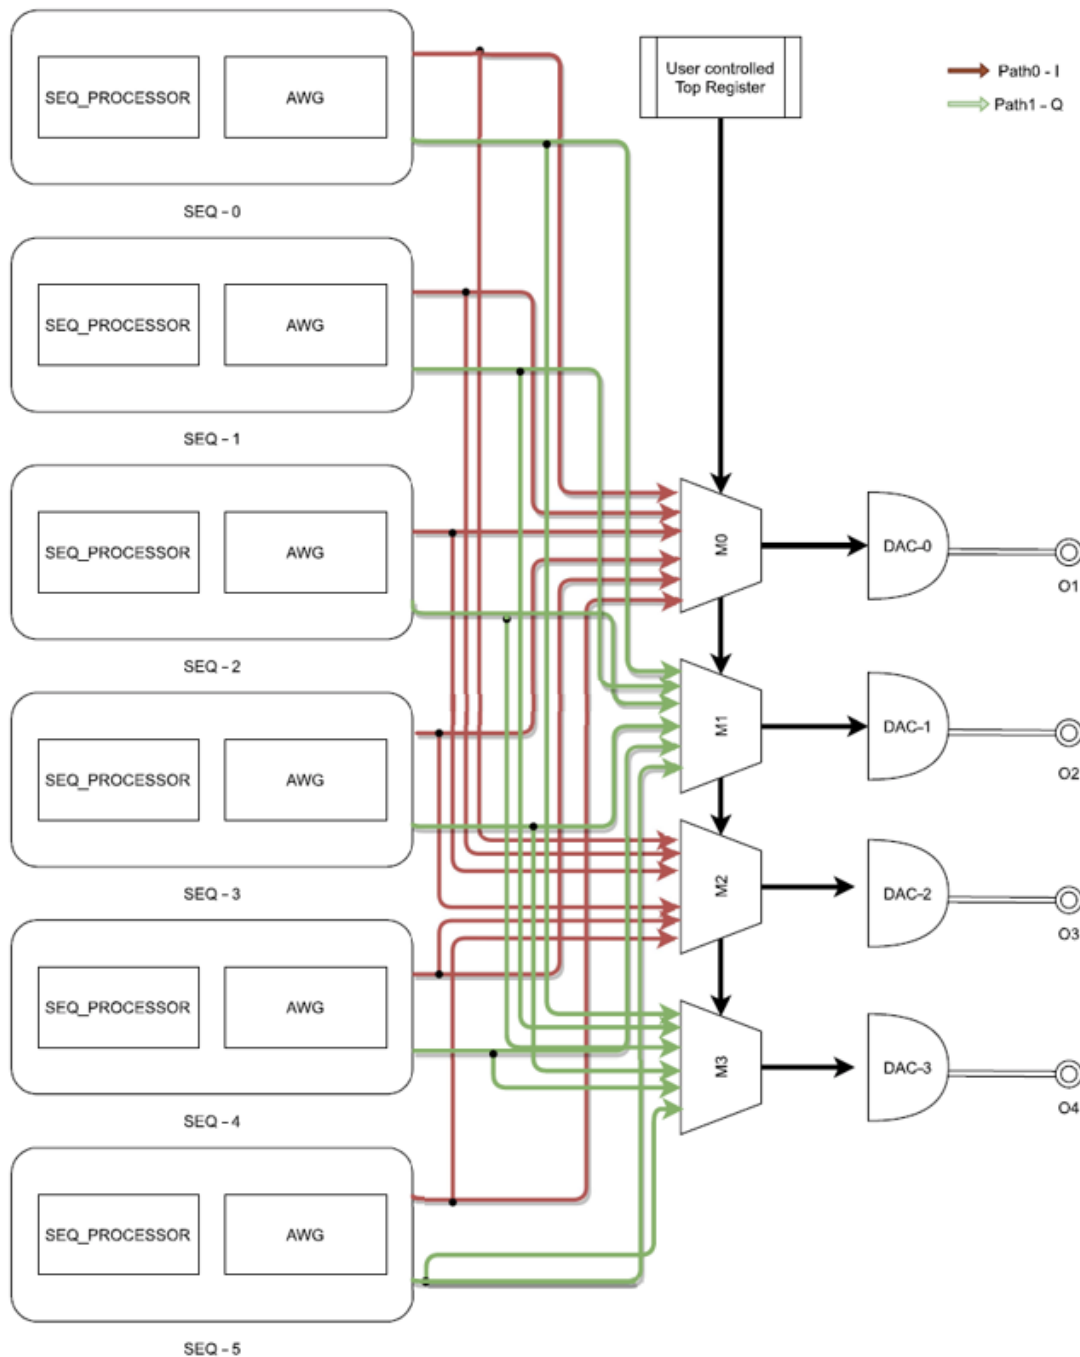 SEQ_PROCESSOR
AWG
SEQ – 0
User controlled
Top Register
Path0 - I
Path1 - Q
SEQ_PROCESSOR
AWG
SEQ – 1
SEQ_PROCESSOR
AWG
SEQ – 2
M0
DAC-0
O1
SEQ_PROCESSOR
AWG
SEQ – 3
M1
DAC-1
O2
M2
DAC-2
O3
SEQ_PROCESSOR
AWG
SEQ – 4
M3
DAC-3
O4
SEQ_PROCESSOR
AWG
SEQ – 5